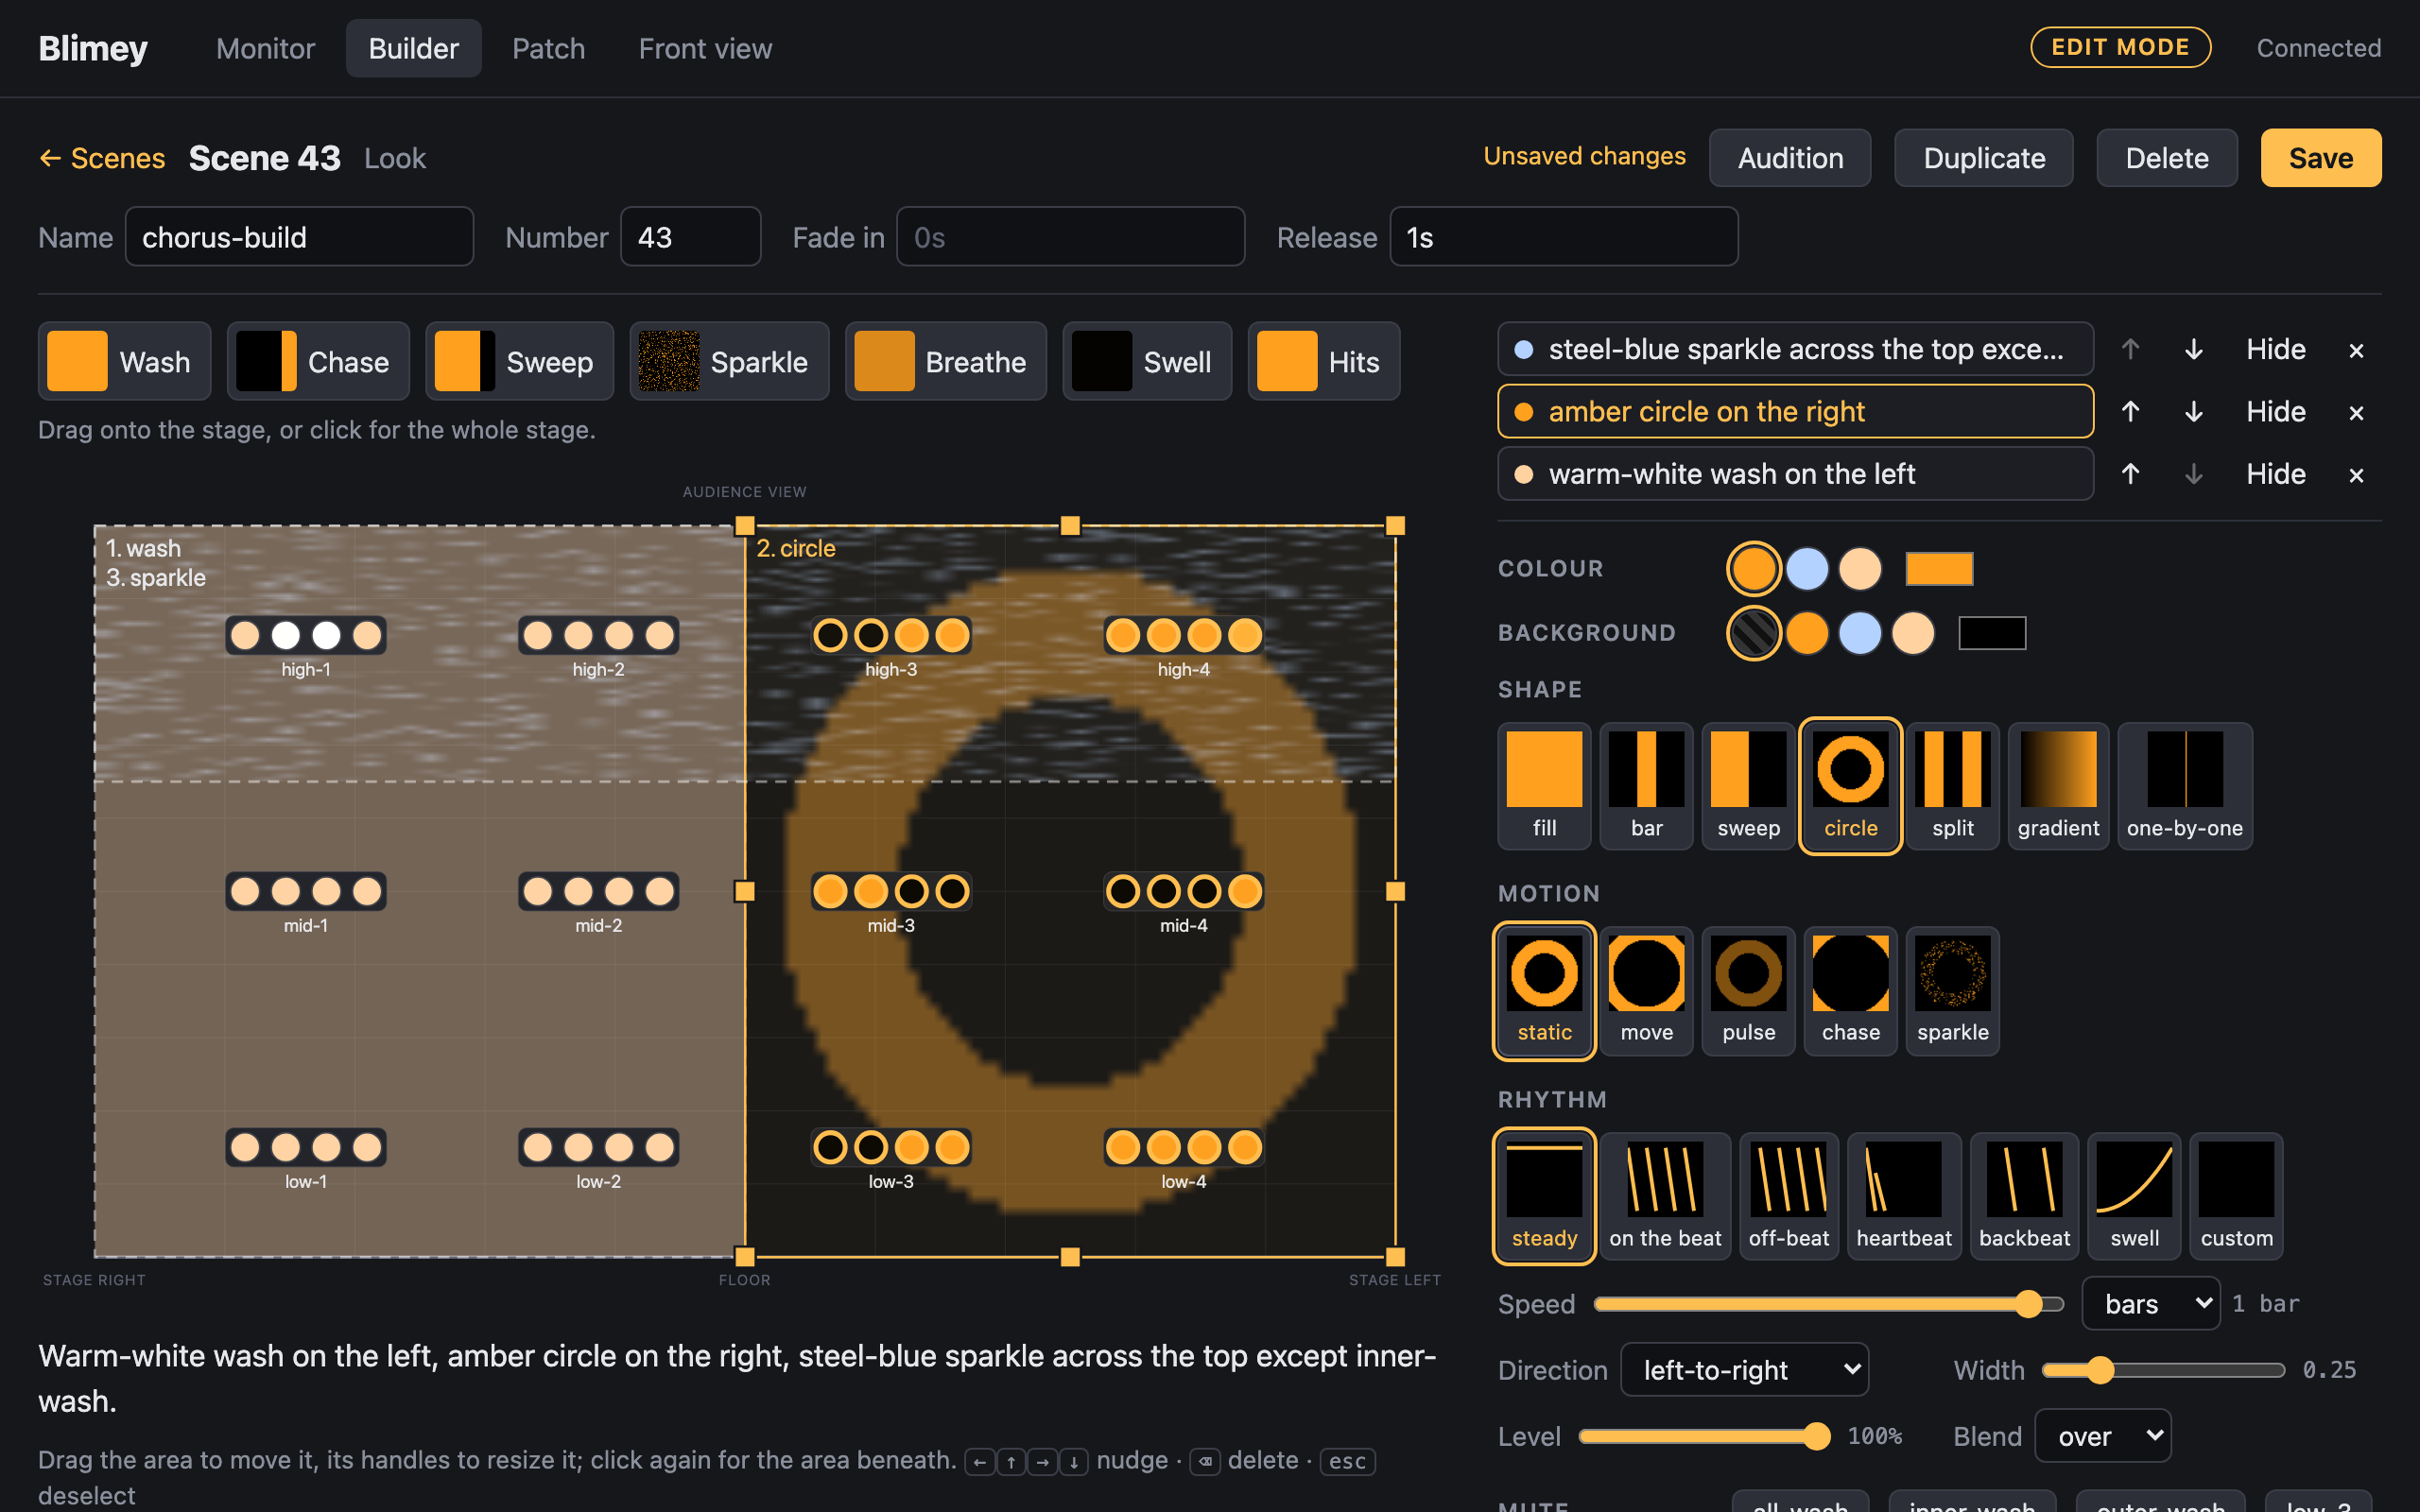 Blimey Monitor Builder Patch Front view EDIT MODE Connected
← Scenes Scene 43 Look Unsaved changes Audition Duplicate Delete Save
Name chorus-build Number 43 Fade in 0s Release 1s
Wash Chase Sweep Sparkle Breathe Swell Hits
Drag onto the stage, or click for the whole stage.
AUDIENCE VIEW
1. wash
3. sparkle
2. circle
high-1 high-2 high-3 high-4
mid-1 mid-2 mid-3 mid-4
low-1 low-2 low-3 low-4
STAGE RIGHT FLOOR STAGE LEFT
Warm-white wash on the left, amber circle on the right, steel-blue sparkle across the top except inner-
wash.
Drag the area to move it, its handles to resize it; click again for the area beneath. ← ↑ → ↓ nudge · ⌫ delete · esc
deselect
steel-blue sparkle across the top exce... ↑ ↓ Hide ×
amber circle on the right ↑ ↓ Hide ×
warm-white wash on the left ↑ ↓ Hide ×
COLOUR
BACKGROUND
SHAPE
fill bar sweep circle split gradient one-by-one
MOTION
static move pulse chase sparkle
RHYTHM
steady on the beat off-beat heartbeat backbeat swell custom
Speed bars 1 bar
Direction left-to-right Width 0.25
Level 100% Blend over
MUTE all-wash inner-wash outer-wash low-3